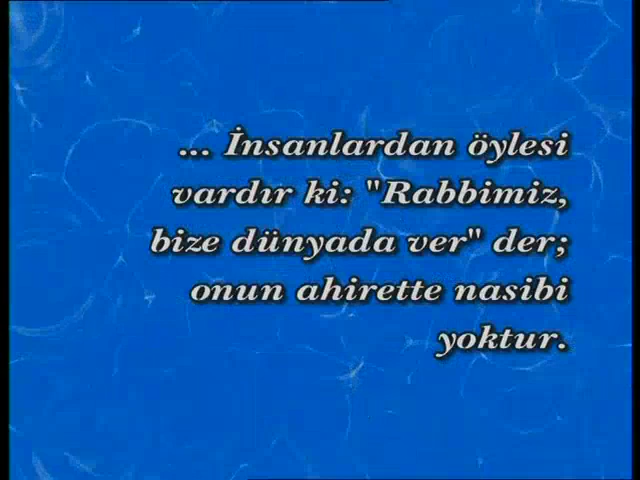 ... İnsanlardan öylesi
vardır ki: "Rabbimiz,
bize dünyada ver" der;
onun ahirette nasibi
yoktur.